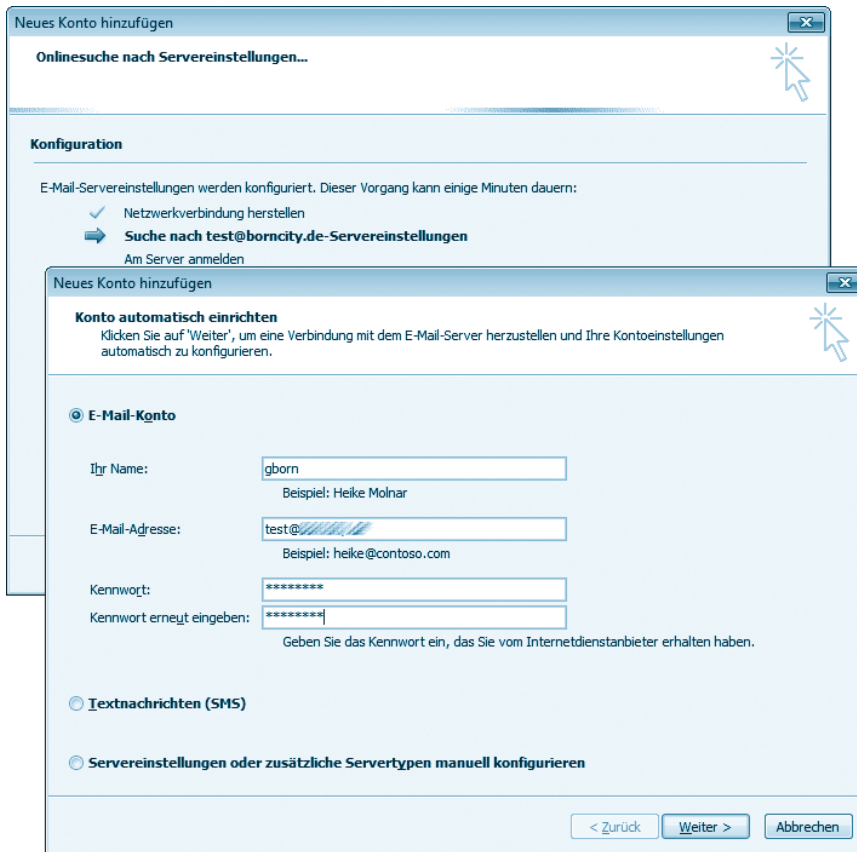 Neues Konto hinzufügen
Onlinesuche nach Servereinstellungen...
Konfiguration
E-Mail-Servereinstellungen werden konfiguriert. Dieser Vorgang kann einige Minuten dauern:
Netzwerkverbindung herstellen
Suche nach test@borncity.de-Servereinstellungen
Am Server anmelden
Neues Konto hinzufügen
Konto automatisch einrichten
Klicken Sie auf 'Weiter', um eine Verbindung mit dem E-Mail-Server herzustellen und Ihre Kontoeinstellungen
automatisch zu konfigurieren.
E-Mail-Konto
Ihr Name: gborn
Beispiel: Heike Molnar
E-Mail-Adresse: test@
Beispiel: heike@contoso.com
Kennwort: ********
Kennwort erneut eingeben: ********
Geben Sie das Kennwort ein, das Sie vom Internetdienstanbieter erhalten haben.
Textnachrichten (SMS)
Servereinstellungen oder zusätzliche Servertypen manuell konfigurieren
< Zurück Weiter > Abbrechen